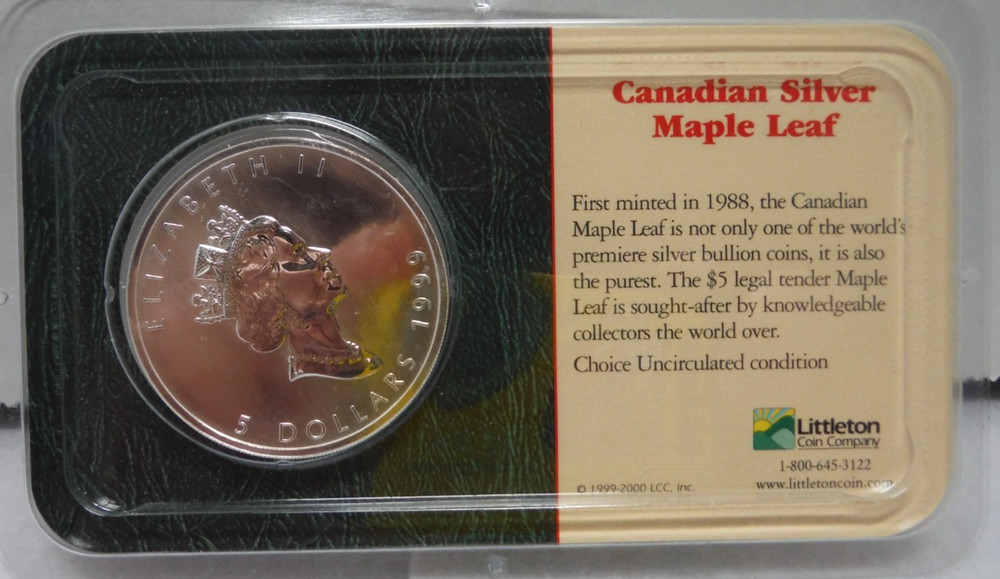 ELIZABETH II
5 DOLLARS 1999
Canadian Silver
Maple Leaf
First minted in 1988, the Canadian
Maple Leaf is not only one of the world's
premiere silver bullion coins, it is also
the purest. The $5 legal tender Maple
Leaf is sought-after by knowledgeable
collectors the world over.
Choice Uncirculated condition
Littleton
Coin Company
1-800-645-3122
© 1999-2000 LCC, Inc.
www.littletoncoin.com